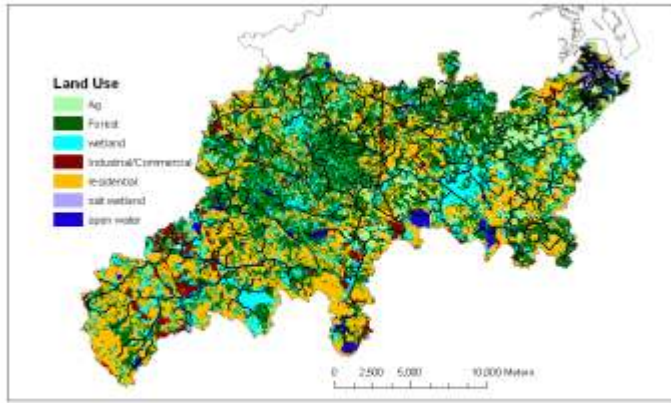 Land Use
Ag
Forest
wetland
Industrial/Commercial
residential
salt wetland
open water
0 2,500 5,000 10,000 Meters